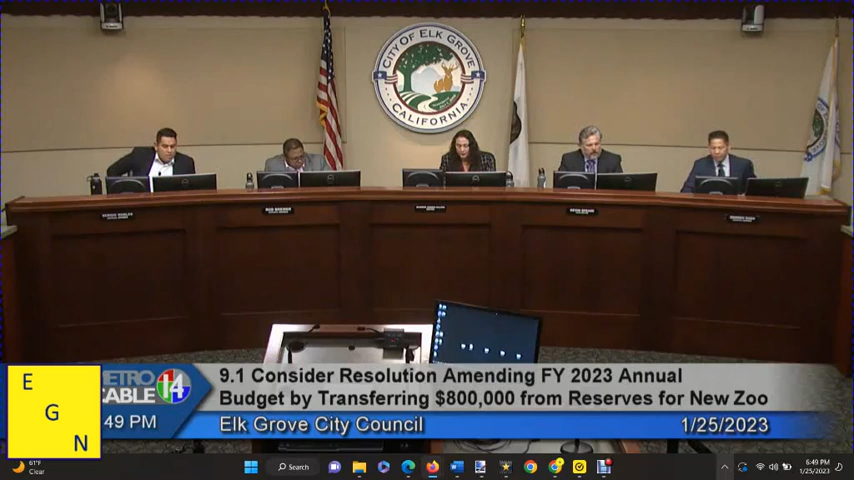 CITY OF ELK GROVE
CALIFORNIA
9.1 Consider Resolution Amending FY 2023 Annual
Budget by Transferring $800,000 from Reserves for New Zoo
Elk Grove City Council
1/25/2023
METRO
CABLE 14
:49 PM
E
G
N
61°F
Clear
Search
6:49 PM
1/25/2023